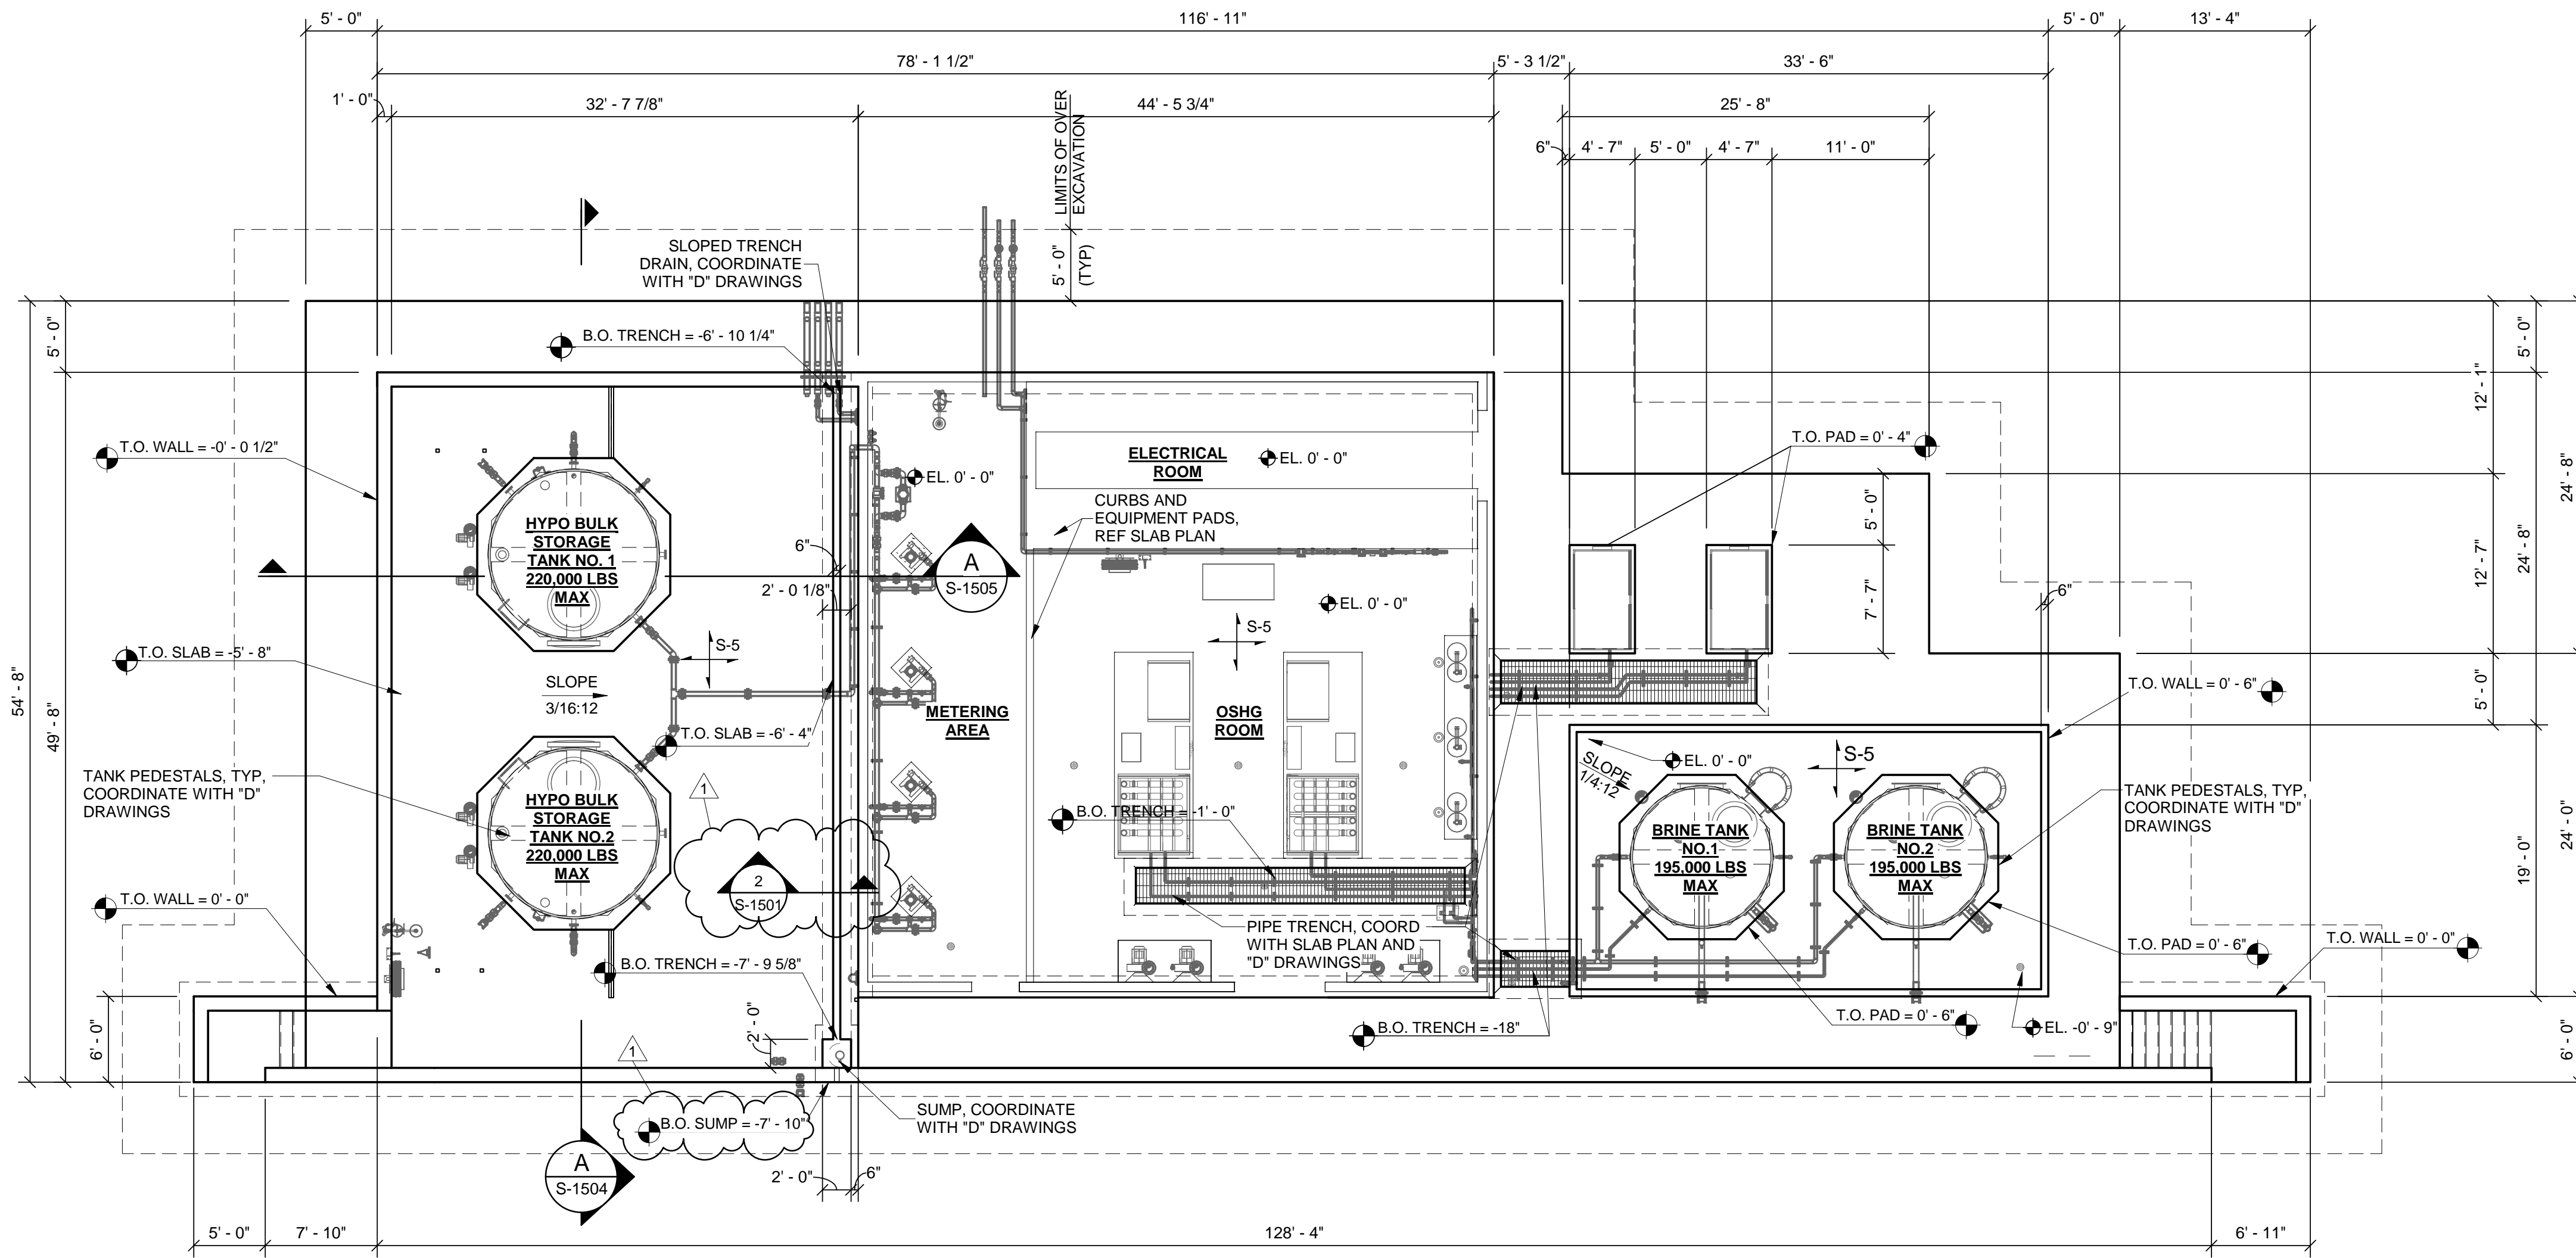 5' - 0"
116' - 11"
5' - 0"
13' - 4"
78' - 1 1/2"
5' - 3 1/2"
33' - 6"
1' - 0"
32' - 7 7/8"
44' - 5 3/4"
25' - 8"
6"
4' - 7"
5' - 0"
4' - 7"
11' - 0"
LIMITS OF OVER
EXCAVATION
5' - 0"
(TYP)
SLOPED TRENCH
DRAIN, COORDINATE
WITH "D" DRAWINGS
B.O. TRENCH = -6' - 10 1/4"
54' - 8"
5' - 0"
49' - 8"
6' - 0"
T.O. WALL = -0' - 0 1/2"
T.O. SLAB = -5' - 8"
TANK PEDESTALS, TYP,
COORDINATE WITH "D"
DRAWINGS
T.O. WALL = 0' - 0"
HYPO BULK
STORAGE
TANK NO. 1
220,000 LBS
MAX
SLOPE
3/16:12
S-5
6"
2' - 0 1/8"
T.O. SLAB = -6' - 4"
HYPO BULK
STORAGE
TANK NO.2
220,000 LBS
MAX
1
2
S-1501
B.O. TRENCH = -7' - 9 5/8"
2' - 0"
1
B.O. SUMP = -7' - 10"
SUMP, COORDINATE
WITH "D" DRAWINGS
A
S-1504
2' - 0"
6"
EL. 0' - 0"
A
S-1505
METERING
AREA
ELECTRICAL
ROOM
EL. 0' - 0"
CURBS AND
EQUIPMENT PADS,
REF SLAB PLAN
EL. 0' - 0"
S-5
OSHG
ROOM
B.O. TRENCH = -1' - 0"
PIPE TRENCH, COORD
WITH SLAB PLAN AND
"D" DRAWINGS
B.O. TRENCH = -18"
T.O. PAD = 0' - 4"
5' - 0"
7' - 7"
6"
T.O. WALL = 0' - 6"
EL. 0' - 0"
SLOPE
1/4:12
S-5
BRINE TANK
NO.1
195,000 LBS
MAX
BRINE TANK
NO.2
195,000 LBS
MAX
TANK PEDESTALS, TYP,
COORDINATE WITH "D"
DRAWINGS
T.O. PAD = 0' - 6"
T.O. WALL = 0' - 0"
T.O. PAD = 0' - 6"
EL. -0' - 9"
12' - 1"
12' - 7"
5' - 0"
19' - 0"
5' - 0"
24' - 8"
24' - 8"
24' - 0"
6' - 0"
5' - 0"
7' - 10"
128' - 4"
6' - 11"